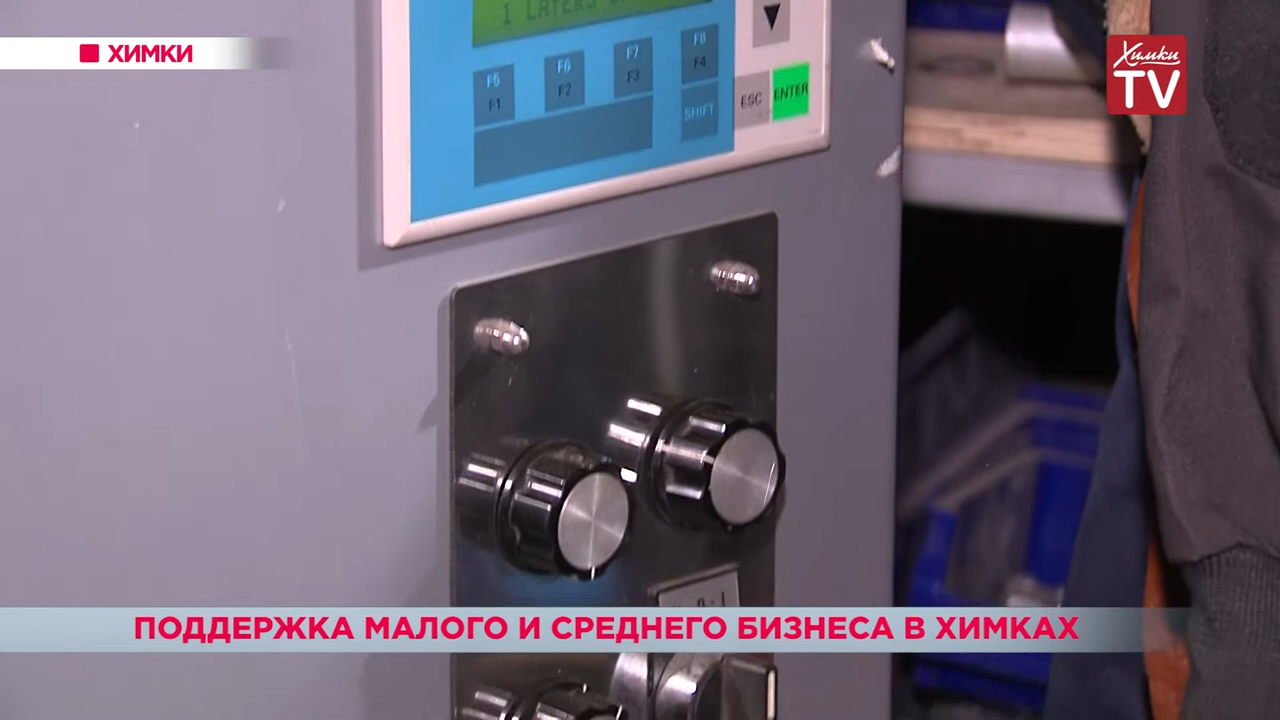 ХИМКИ
Химки
TV
1 LAYERS
F5 F6 F7 F8
F1 F2 F3 F4
SHIFT
ESC
ENTER
ПОДДЕРЖКА МАЛОГО И СРЕДНЕГО БИЗНЕСА В ХИМКАХ